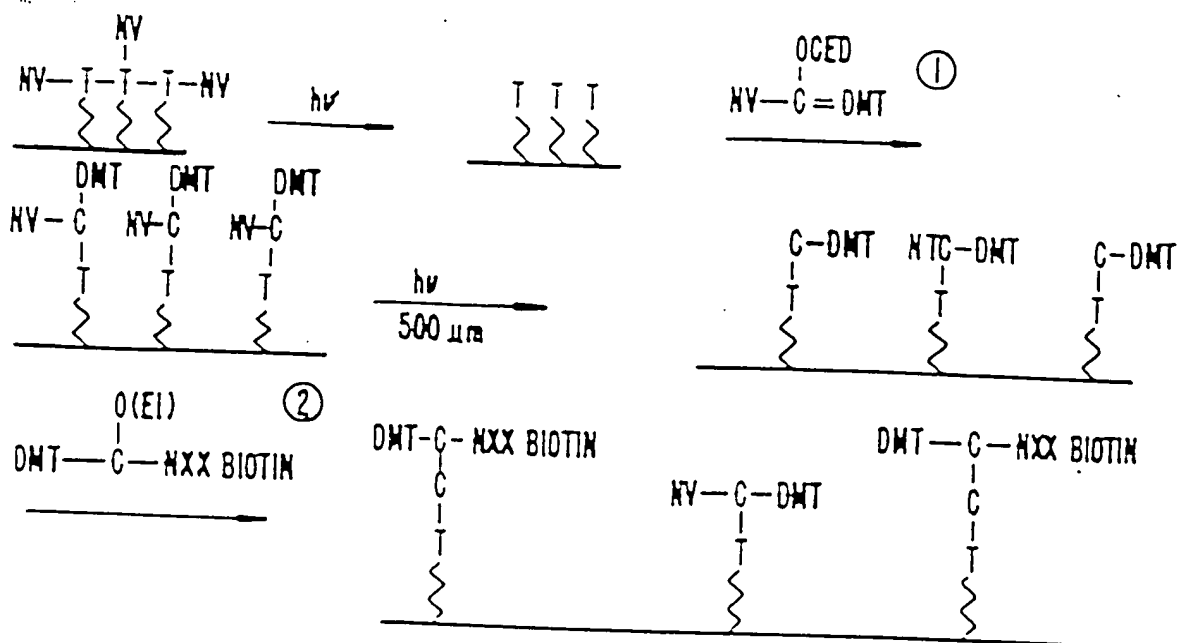 NV
NV—T—T—T—NV
hν
T T T
OCED
NV—C=DMT
①
DMT DMT DMT
NV—C NV—C NV—C
T T T
hν
500 μm
C—DMT NTC—DMT C—DMT
T T T
O(EI)
②
DMT—C—NXX BIOTIN
DMT-C-NXX BIOTIN
C
T
NV—C—DMT
T
DMT—C—NXX BIOTIN
C
T